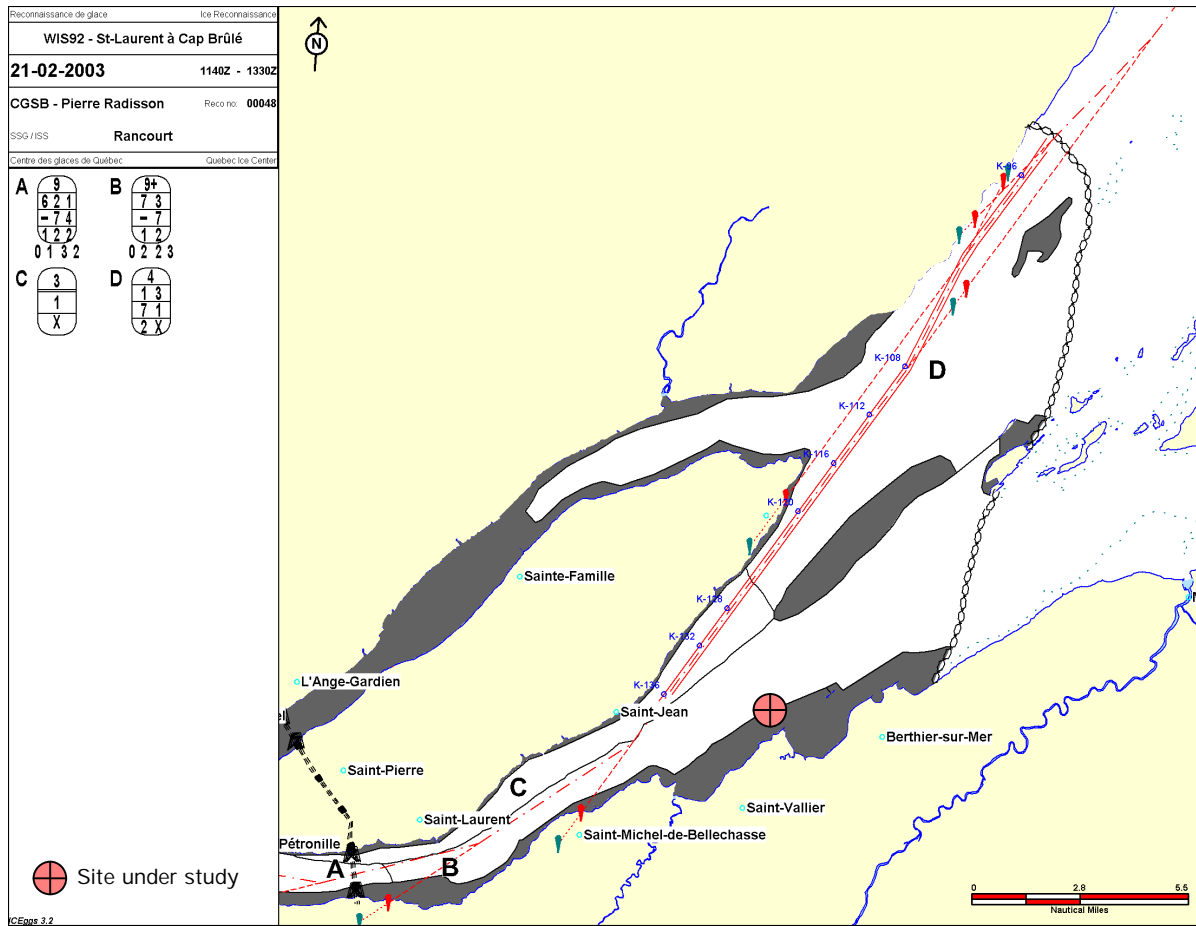 Reconnaissance de glace Ice Reconnaissance
WIS92 - St-Laurent à Cap Brûlé
21-02-2003 1140Z - 1330Z
CGSB - Pierre Radisson Reco no: 00048
SSG / ISS Rancourt
Centre des glaces de Québec Quebec Ice Center
A
9
6 2 1
- 7 4
1 2 2
0 1 3 2
B
9+
7 3
- 7
1 2
0 2 2 3
C
3
1
X
D
4
1 3
7 1
2 X
N
K-96
K-108
D
K-112
K-116
K-120
Sainte-Famille
K-128
K-132
L'Ange-Gardien
K-136
Saint-Jean
el
Berthier-sur-Mer
Saint-Pierre
C
Saint-Vallier
Saint-Laurent
Saint-Michel-de-Bellechasse
Pétronille
A
B
M
Site under study
0 2.8 5.5
Nautical Miles
ICEggs 3.2